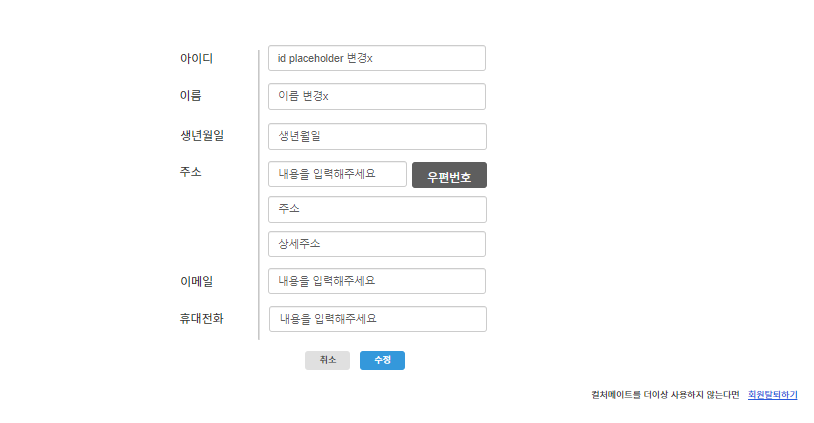 아이디 id placeholder 변경x
이름 이름 변경x
생년월일 생년월일
주소 내용을 입력해주세요 우편번호
주소
상세주소
이메일 내용을 입력해주세요
휴대전화 내용을 입력해주세요
취소 수정
컬처메이트를 더이상 사용하지 않는다면 회원탈퇴하기